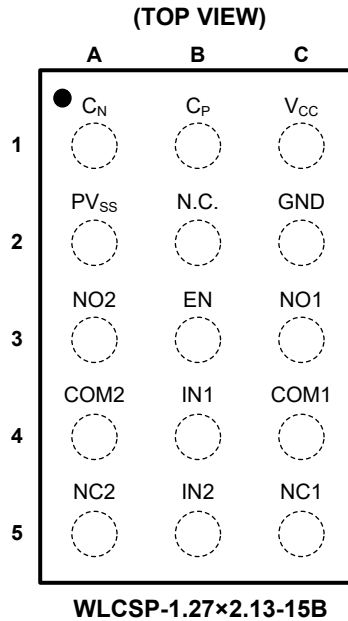 (TOP VIEW)
A B C
C_N C_P V_CC
1
PV_SS N.C. GND
2
NO2 EN NO1
3
COM2 IN1 COM1
4
NC2 IN2 NC1
5
WLCSP-1.27×2.13-15B